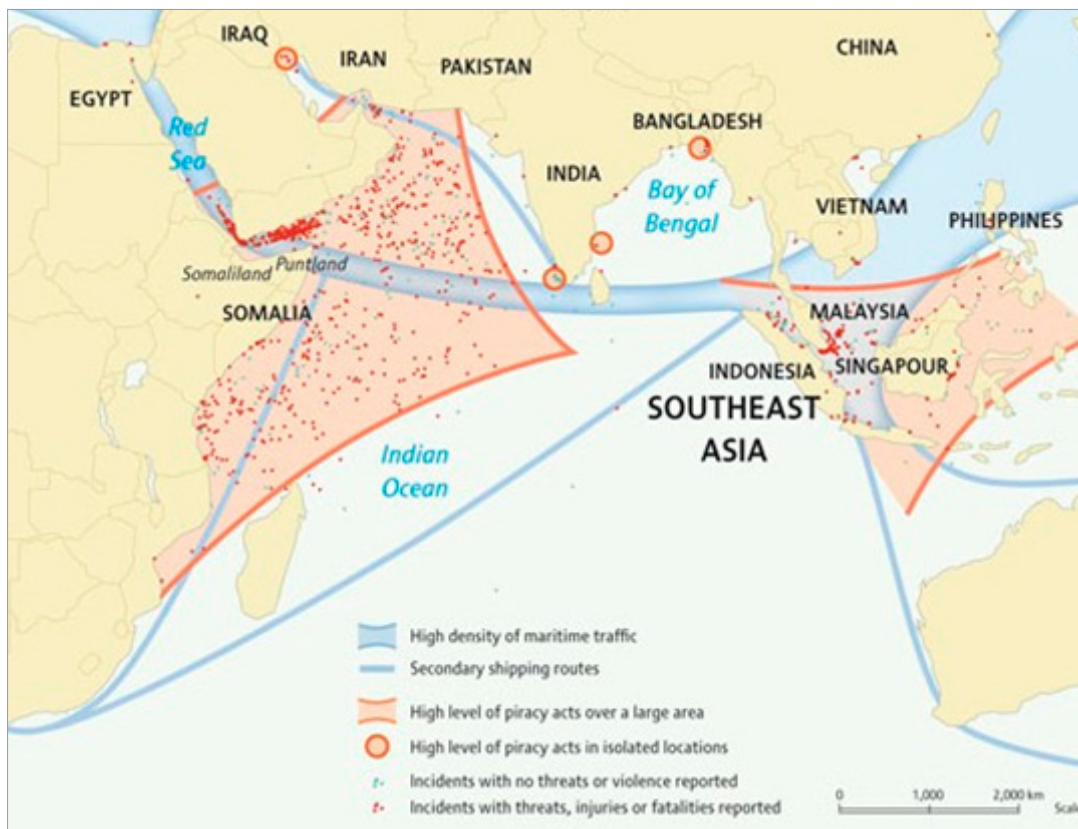 IRAQ
IRAN
PAKISTAN
CHINA
EGYPT
Red
Sea
BANGLADESH
INDIA
Bay of
Bengal
VIETNAM
PHILIPPINES
Somaliland
Puntland
SOMALIA
MALAYSIA
INDONESIA
SINGAPOUR
SOUTHEAST
ASIA
Indian
Ocean
High density of maritime traffic
Secondary shipping routes
High level of piracy acts over a large area
High level of piracy acts in isolated locations
Incidents with no threats or violence reported
Incidents with threats, injuries or fatalities reported
0 1,000 2,000 km
Scale